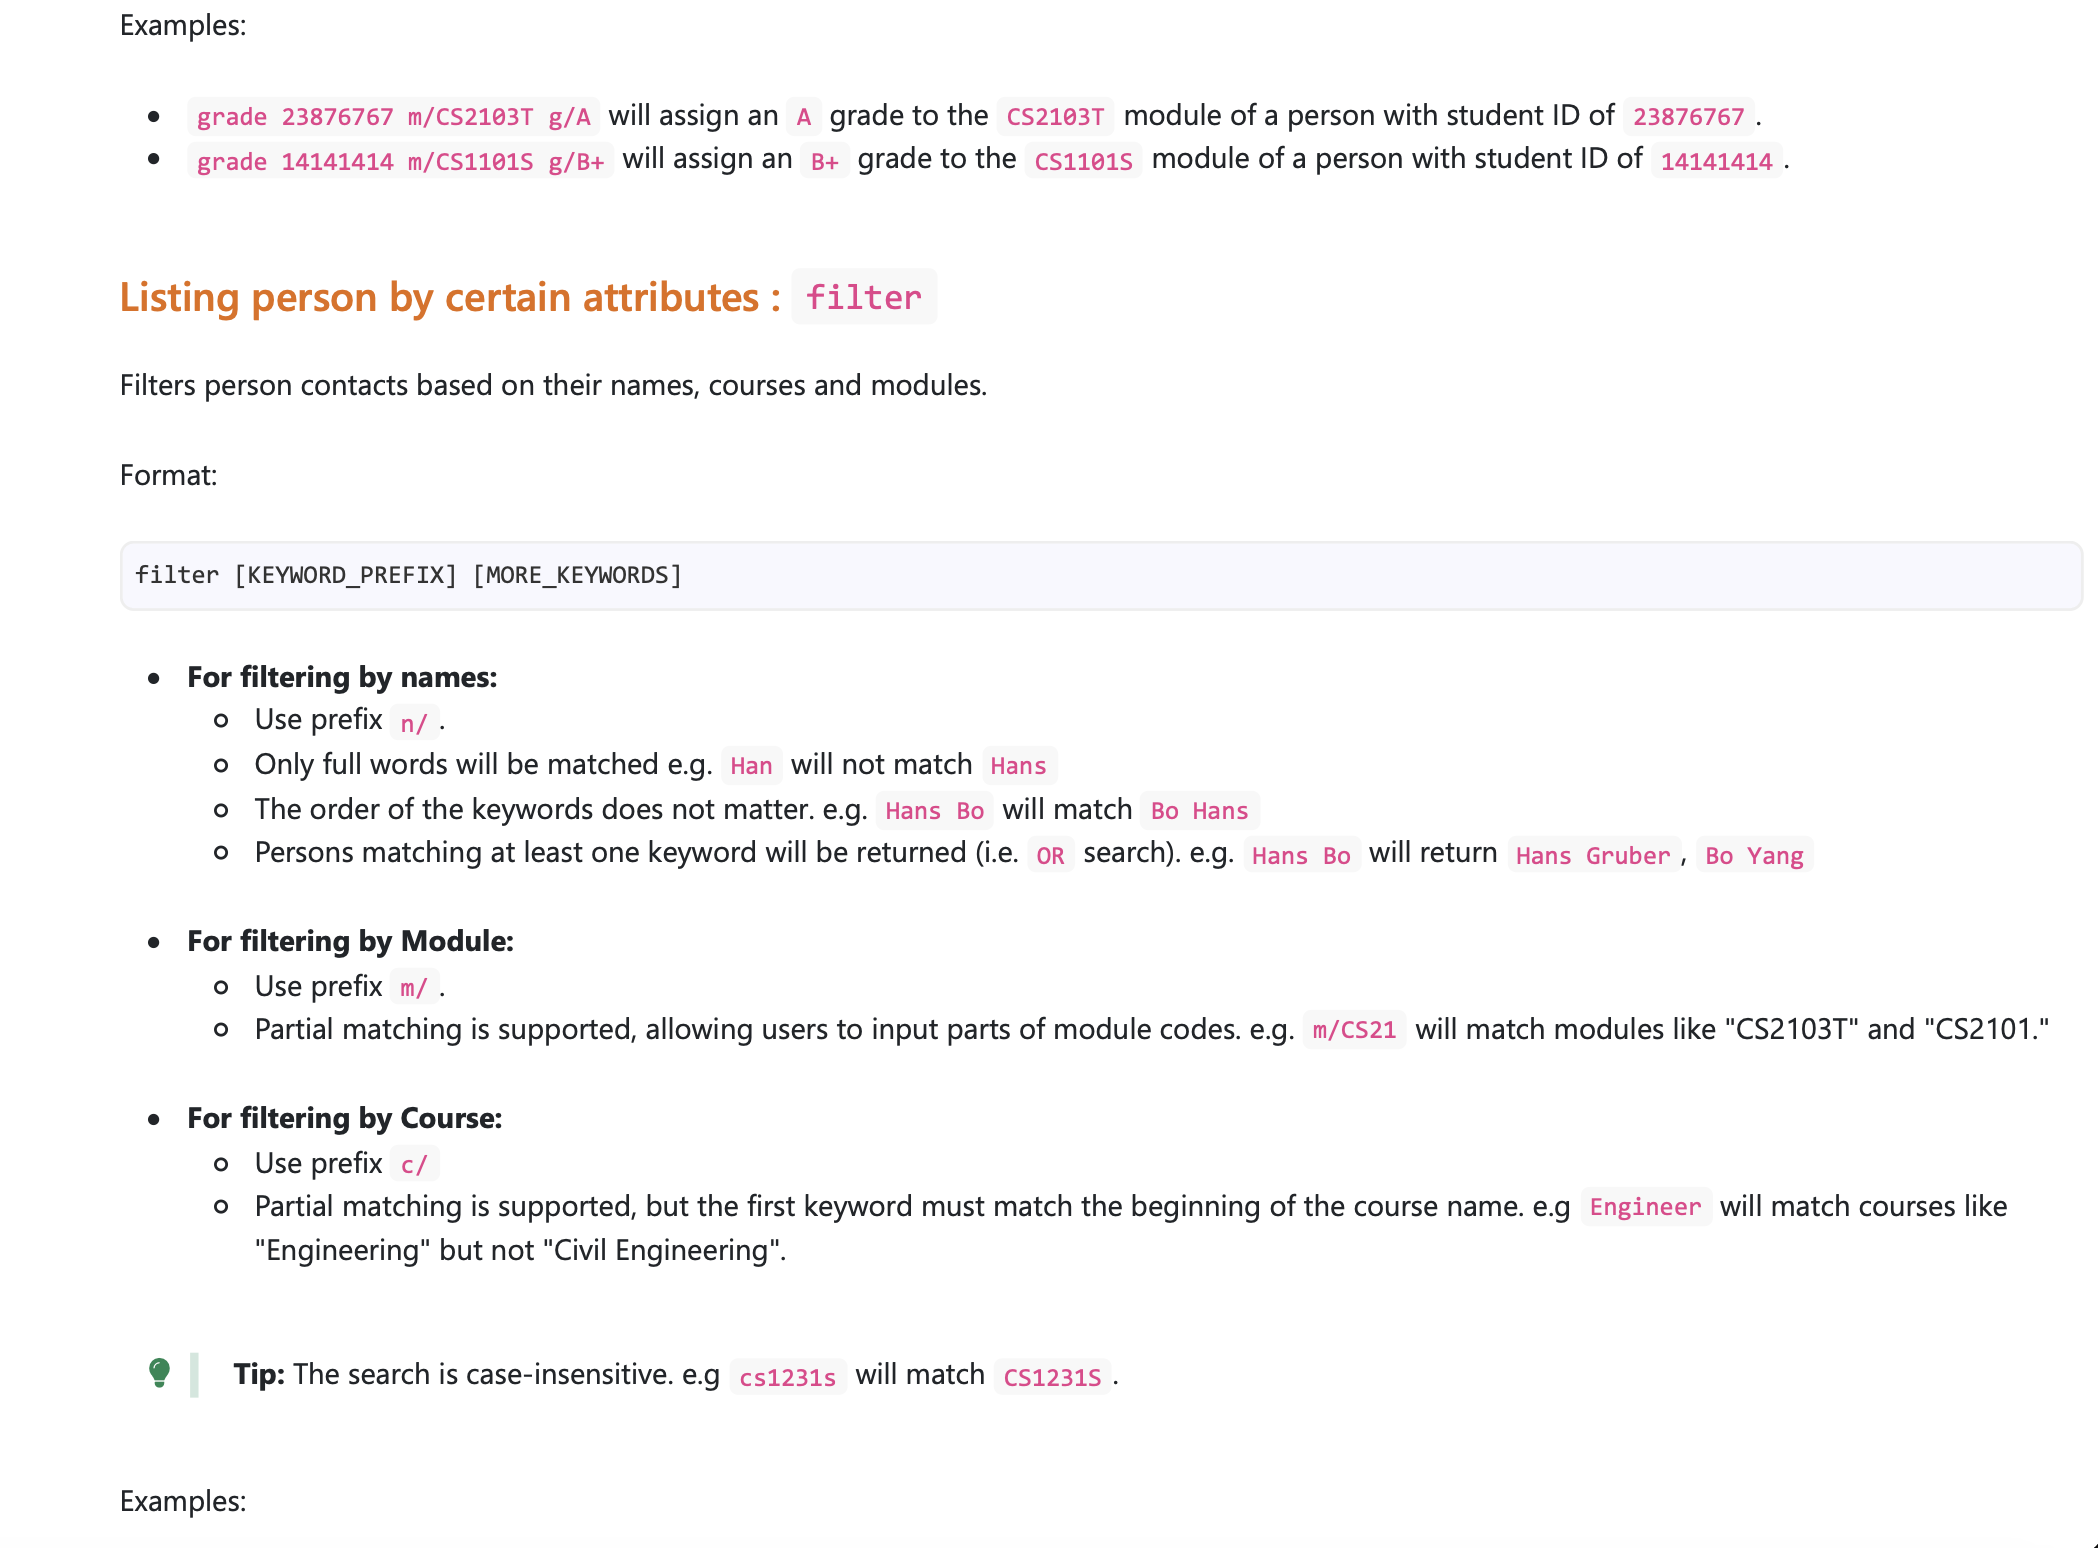 Examples:
• grade 23876767 m/CS2103T g/A will assign an A grade to the CS2103T module of a person with student ID of 23876767.
• grade 14141414 m/CS1101S g/B+ will assign an B+ grade to the CS1101S module of a person with student ID of 14141414.
Listing person by certain attributes : filter
Filters person contacts based on their names, courses and modules.
Format:
filter [KEYWORD_PREFIX] [MORE_KEYWORDS]
• For filtering by names:
◦ Use prefix n/.
◦ Only full words will be matched e.g. Han will not match Hans
◦ The order of the keywords does not matter. e.g. Hans Bo will match Bo Hans
◦ Persons matching at least one keyword will be returned (i.e. OR search). e.g. Hans Bo will return Hans Gruber, Bo Yang
• For filtering by Module:
◦ Use prefix m/.
◦ Partial matching is supported, allowing users to input parts of module codes. e.g. m/CS21 will match modules like "CS2103T" and "CS2101."
• For filtering by Course:
◦ Use prefix c/
◦ Partial matching is supported, but the first keyword must match the beginning of the course name. e.g Engineer will match courses like
"Engineering" but not "Civil Engineering".
Tip: The search is case-insensitive. e.g cs1231s will match CS1231S.
Examples: